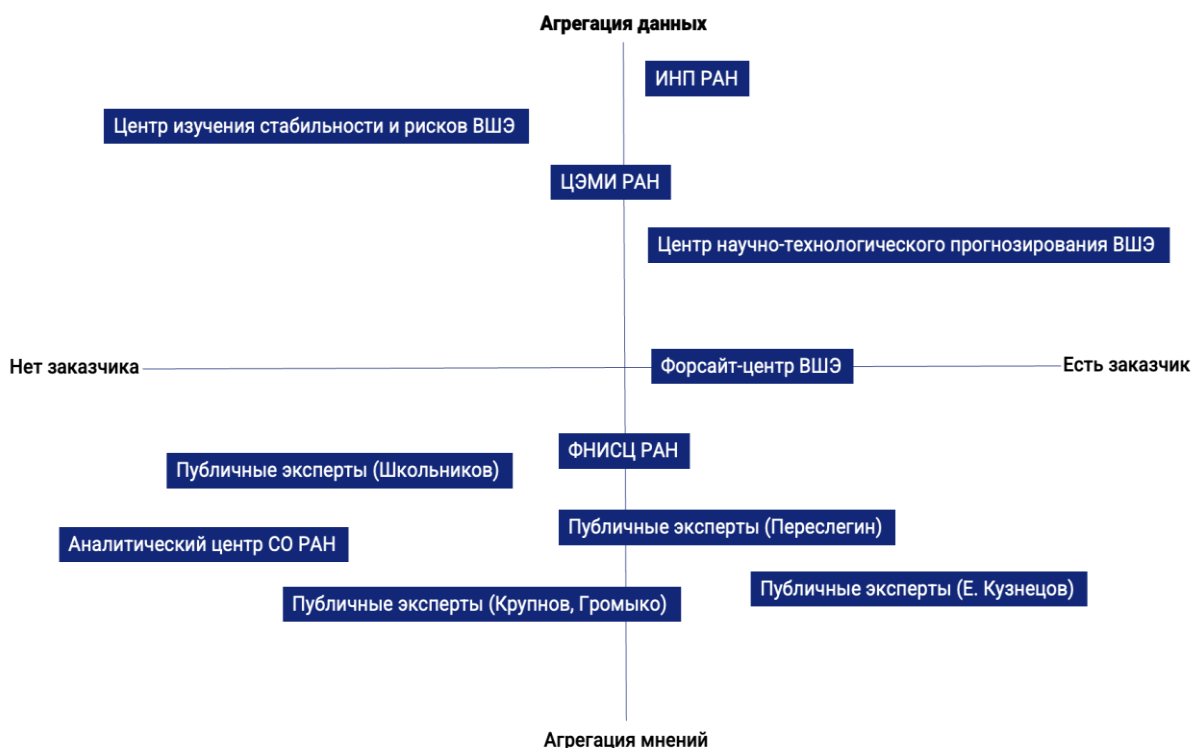 Агрегация данных
ИНП РАН
Центр изучения стабильности и рисков ВШЭ
ЦЭМИ РАН
Центр научно-технологического прогнозирования ВШЭ
Нет заказчика
Форсайт-центр ВШЭ
Есть заказчик
ФНИСЦ РАН
Публичные эксперты (Школьников)
Публичные эксперты (Переслегин)
Аналитический центр СО РАН
Публичные эксперты (Е. Кузнецов)
Публичные эксперты (Крупнов, Громыко)
Агрегация мнений